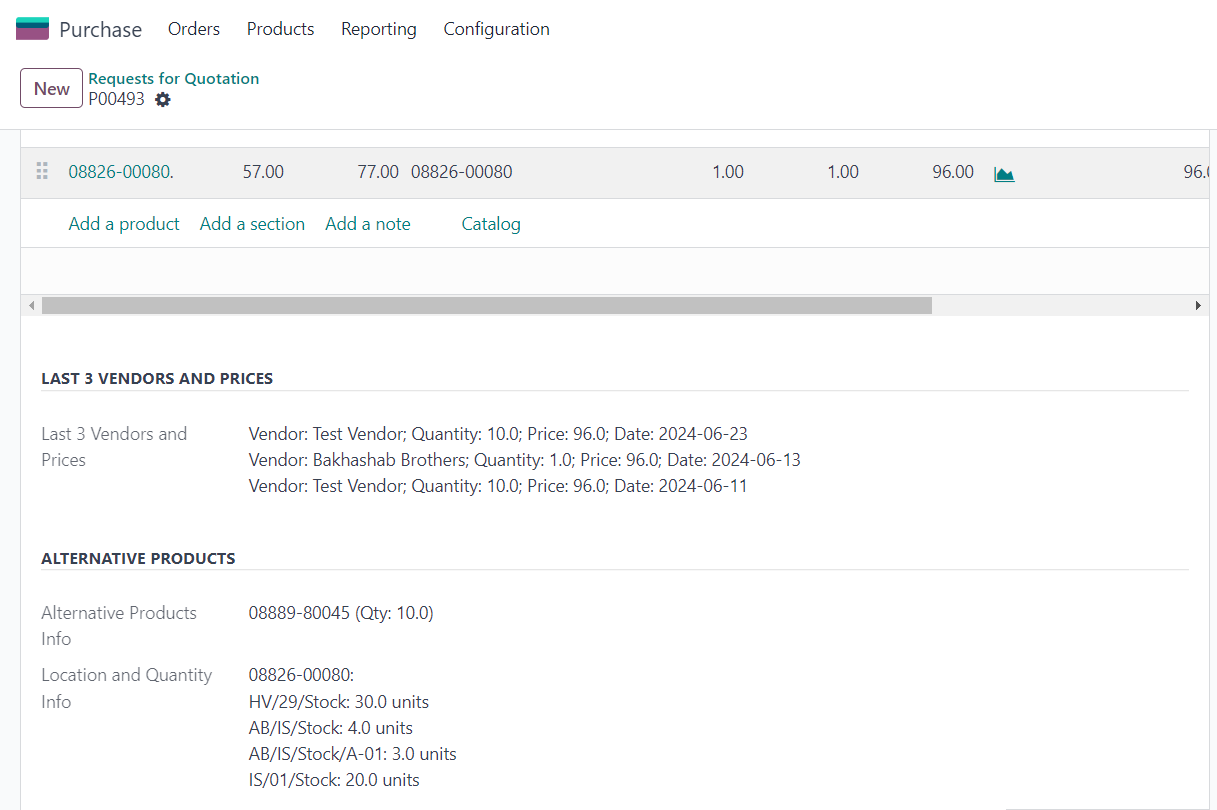 Purchase Orders Products Reporting Configuration
New
Requests for Quotation
P00493
08826-00080. 57.00 77.00 08826-00080 1.00 1.00 96.00 96.0
Add a product Add a section Add a note Catalog
LAST 3 VENDORS AND PRICES
Last 3 Vendors and
Prices
Vendor: Test Vendor; Quantity: 10.0; Price: 96.0; Date: 2024-06-23
Vendor: Bakhashab Brothers; Quantity: 1.0; Price: 96.0; Date: 2024-06-13
Vendor: Test Vendor; Quantity: 10.0; Price: 96.0; Date: 2024-06-11
ALTERNATIVE PRODUCTS
Alternative Products
Info
08889-80045 (Qty: 10.0)
Location and Quantity
Info
08826-00080:
HV/29/Stock: 30.0 units
AB/IS/Stock: 4.0 units
AB/IS/Stock/A-01: 3.0 units
IS/01/Stock: 20.0 units